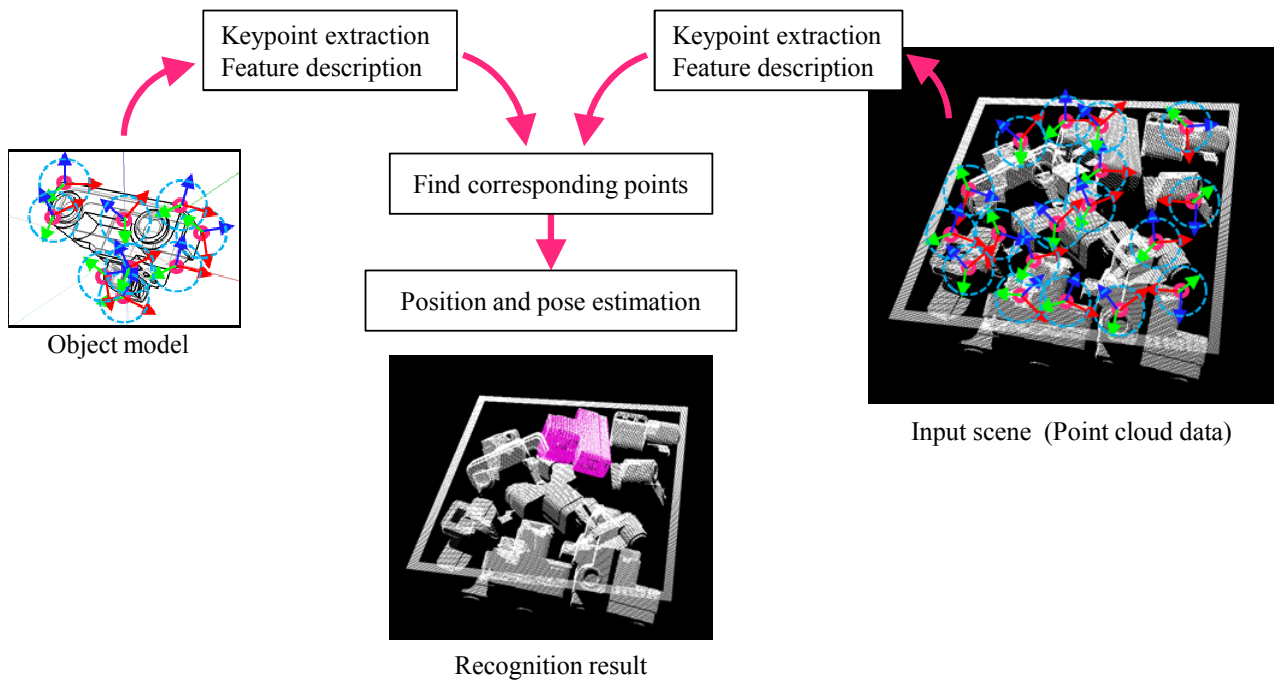 Keypoint extraction
Feature description
Keypoint extraction
Feature description
Find corresponding points
Position and pose estimation
Object model
Input scene (Point cloud data)
Recognition result